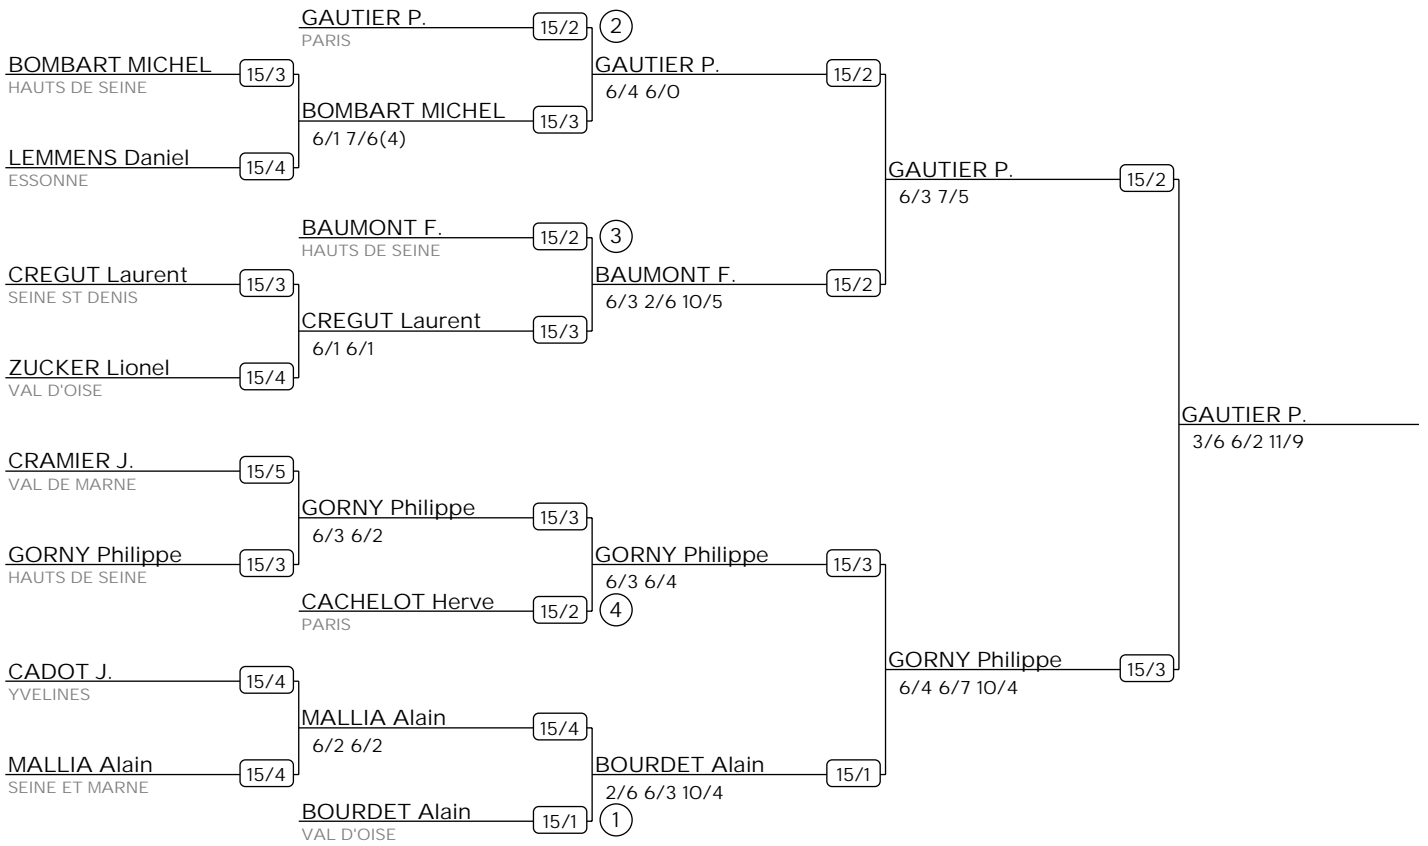 GAUTIER P.
15/2
2
PARIS
BOMBART MICHEL
15/3
HAUTS DE SEINE
GAUTIER P.
15/2
6/4 6/0
BOMBART MICHEL
15/3
6/1 7/6(4)
LEMMENS Daniel
15/4
ESSONNE
GAUTIER P.
15/2
6/3 7/5
BAUMONT F.
15/2
3
HAUTS DE SEINE
CREGUT Laurent
15/3
SEINE ST DENIS
BAUMONT F.
15/2
6/3 2/6 10/5
CREGUT Laurent
15/3
6/1 6/1
ZUCKER Lionel
15/4
VAL D'OISE
GAUTIER P.
3/6 6/2 11/9
CRAMIER J.
15/5
VAL DE MARNE
GORNY Philippe
15/3
6/3 6/2
GORNY Philippe
15/3
HAUTS DE SEINE
GORNY Philippe
15/3
6/3 6/4
CACHELOT Herve
15/2
4
PARIS
CADOT J.
15/4
YVELINES
GORNY Philippe
15/3
6/4 6/7 10/4
MALLIA Alain
15/4
6/2 6/2
MALLIA Alain
15/4
SEINE ET MARNE
BOURDET Alain
15/1
2/6 6/3 10/4
BOURDET Alain
15/1
1
VAL D'OISE